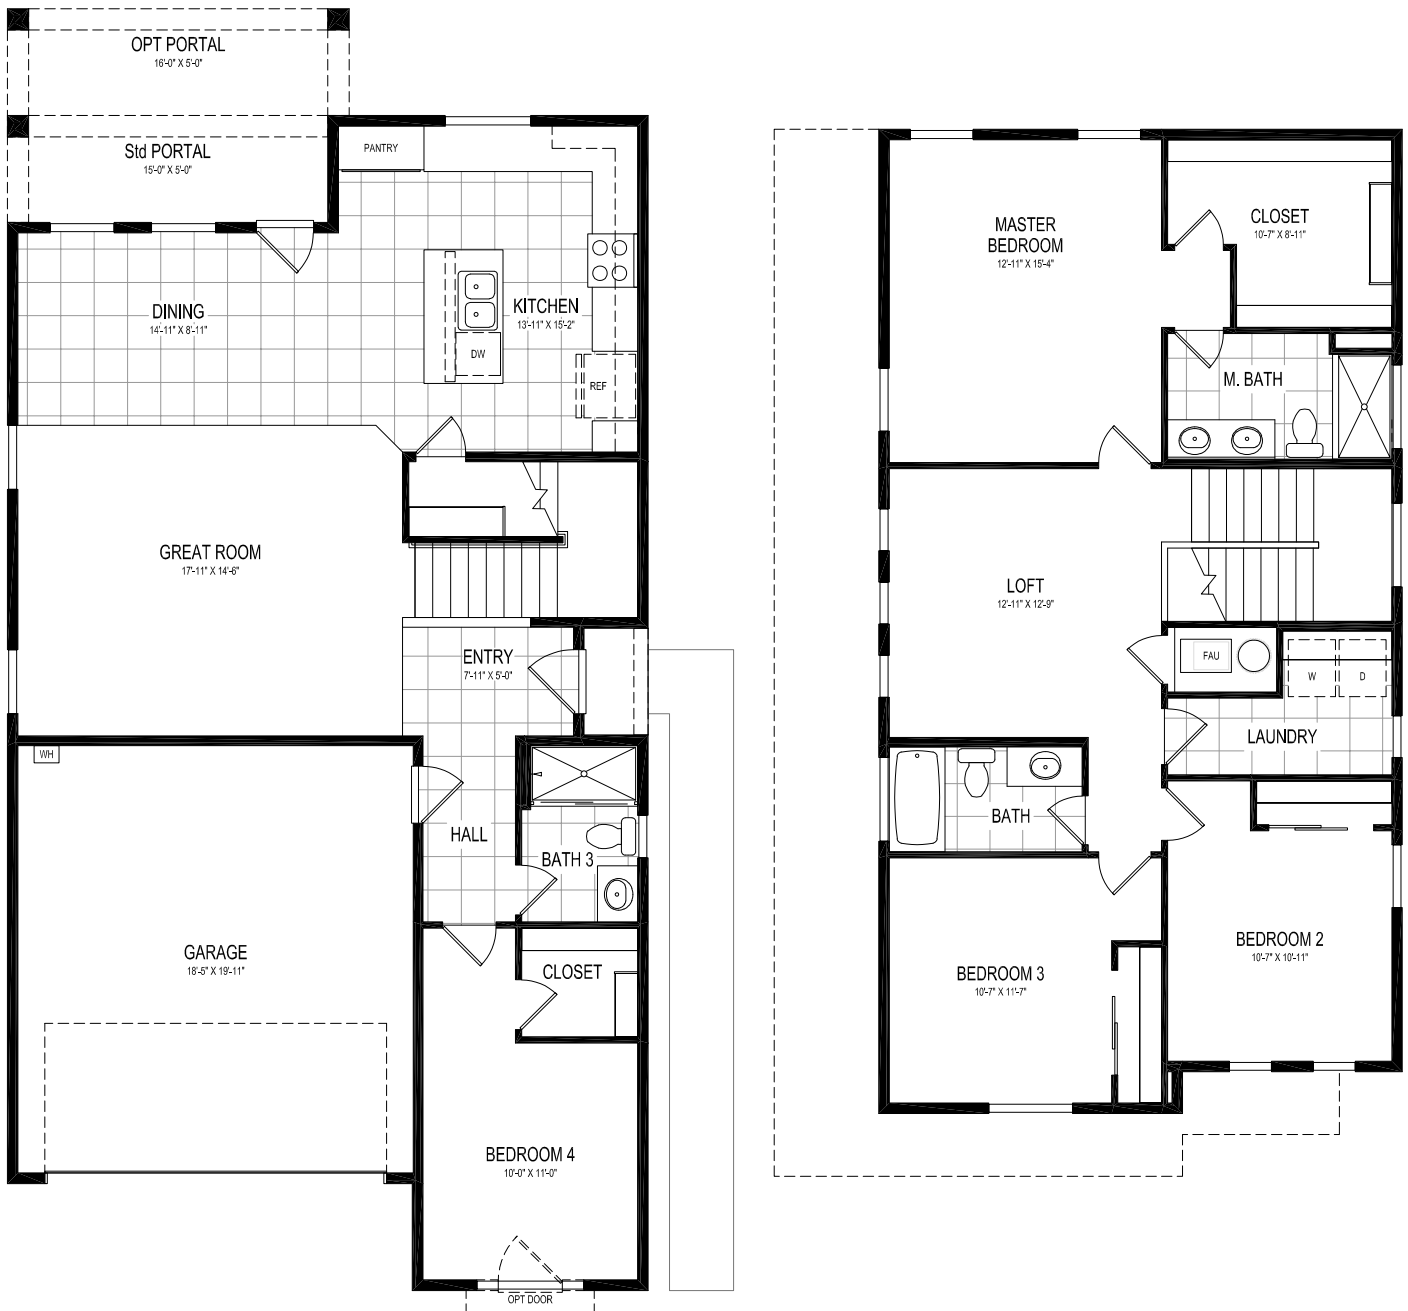 OPT PORTAL
16'-0" X 5'-0"
Std PORTAL
15'-0" X 5'-0"
PANTRY
DINING
14'-11" X 8'-11"
KITCHEN
13'-11" X 15'-2"
DW
REF
GREAT ROOM
17'-11" X 14'-6"
ENTRY
7'-11" X 5'-0"
WH
HALL
BATH 3
GARAGE
18'-5" X 19'-11"
CLOSET
BEDROOM 4
10'-0" X 11'-0"
OPT DOOR
MASTER
BEDROOM
12'-11" X 15'-4"
CLOSET
10'-7" X 8'-11"
M. BATH
LOFT
12'-11" X 12'-9"
FAU
W
D
LAUNDRY
BATH
BEDROOM 2
10'-7" X 10'-11"
BEDROOM 3
10'-7" X 11'-7"